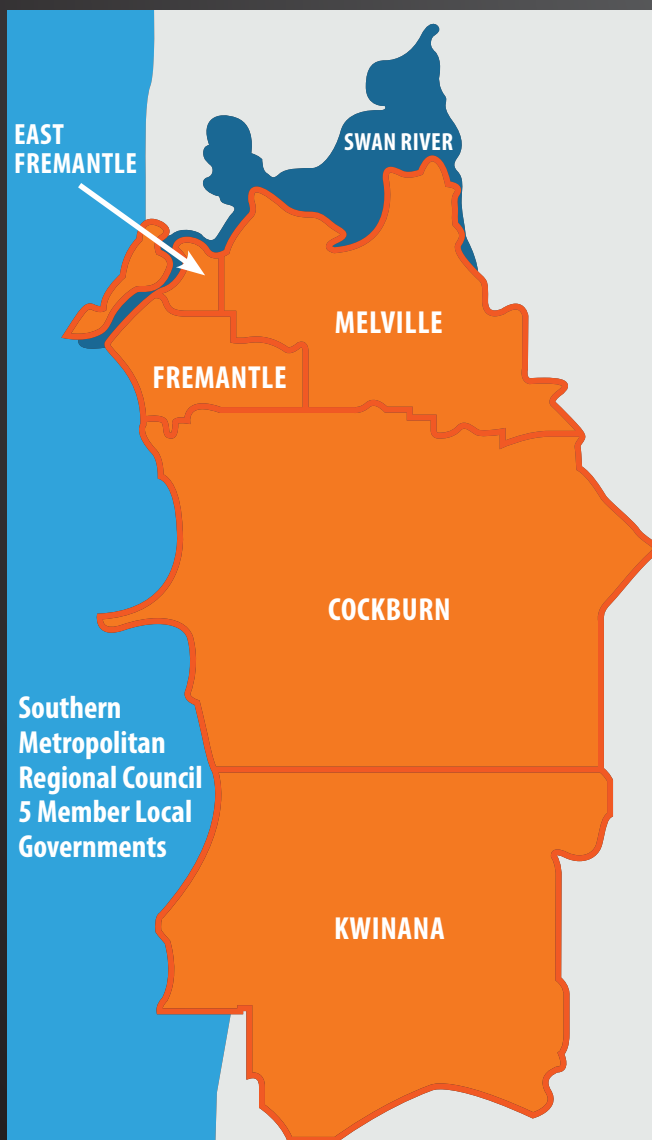 EAST
FREMANTLE
SWAN RIVER
MELVILLE
FREMANTLE
COCKBURN
Southern
Metropolitan
Regional Council
5 Member Local
Governments
KWINANA